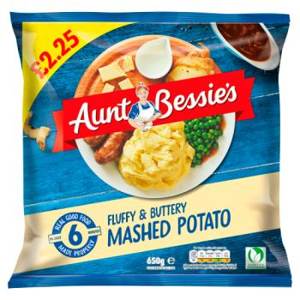 £2.25
Aunt Bessie's
REAL GOOD FOOD
6
MADE PROPERLY
FLUFFY & BUTTERY
MASHED POTATO
650g